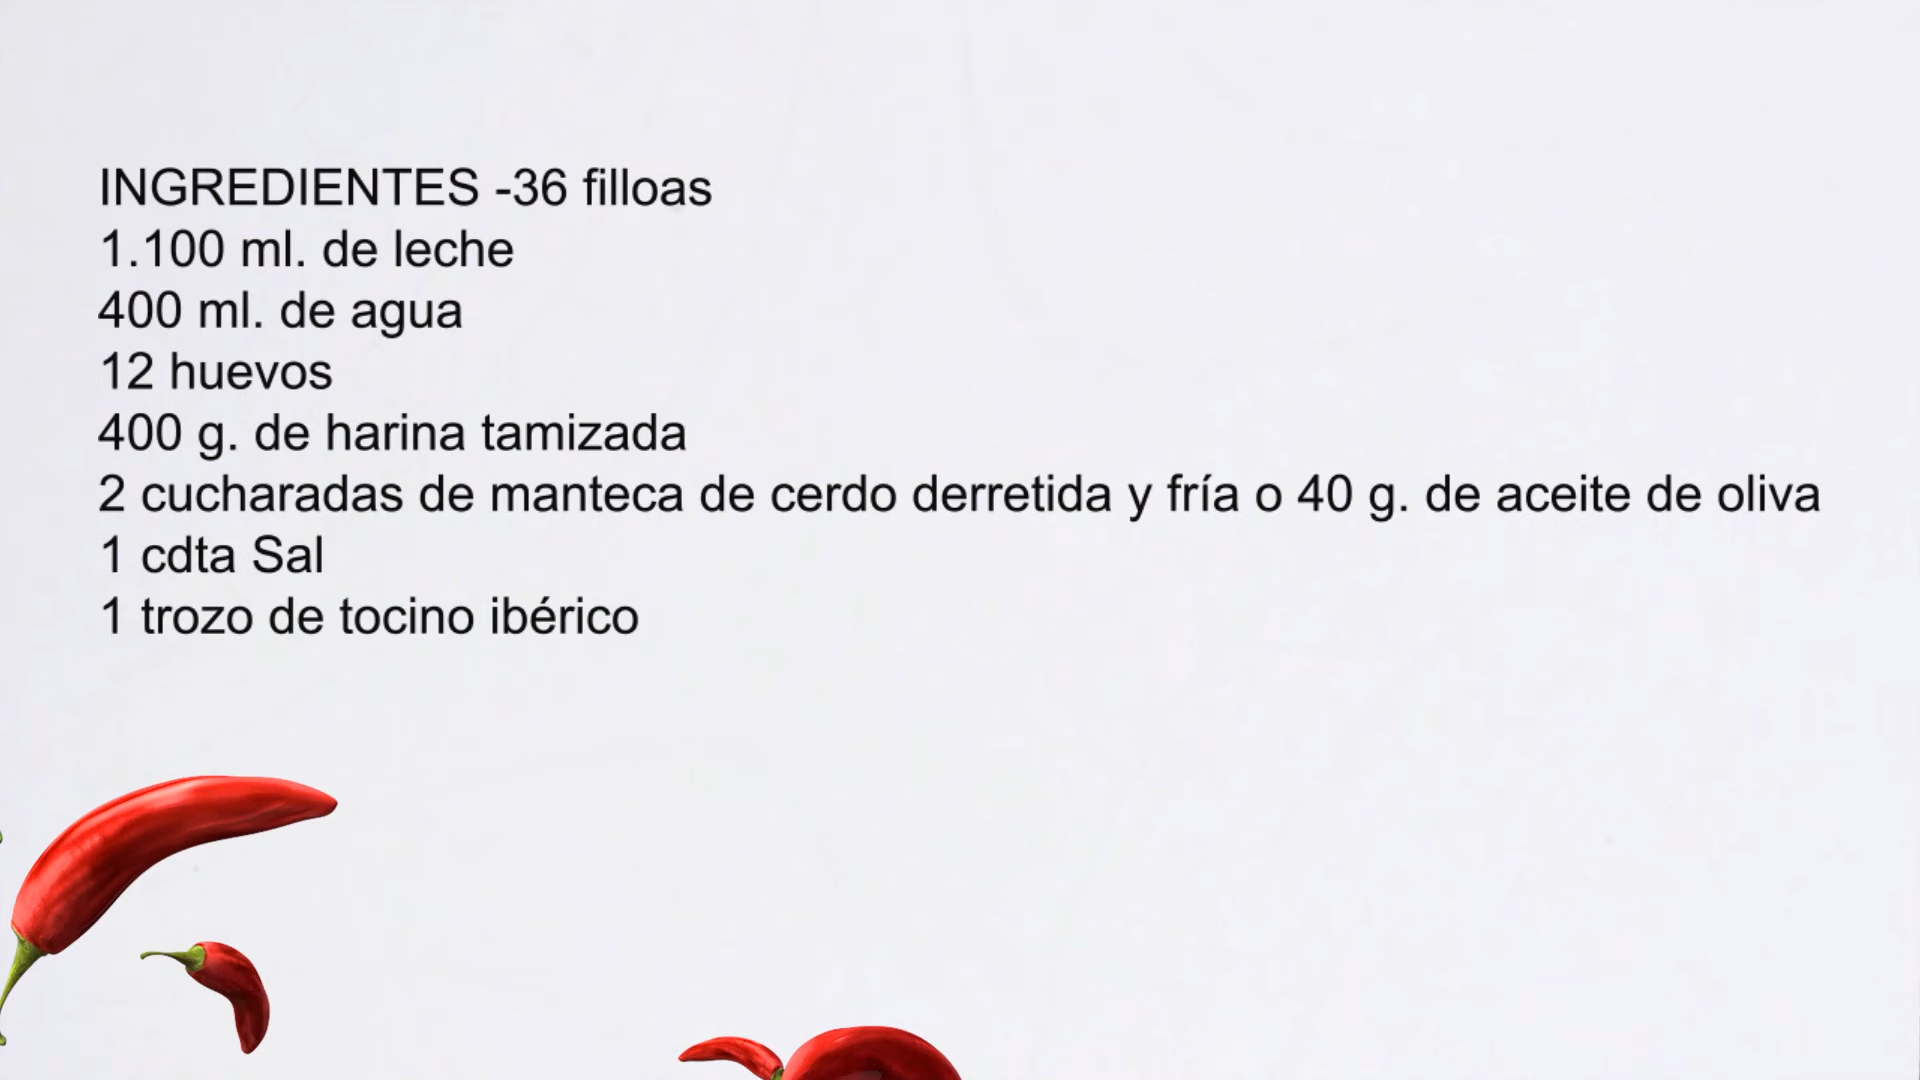 INGREDIENTES -36 filloas
1.100 ml. de leche
400 ml. de agua
12 huevos
400 g. de harina tamizada
2 cucharadas de manteca de cerdo derretida y fría o 40 g. de aceite de oliva
1 cdta Sal
1 trozo de tocino ibérico